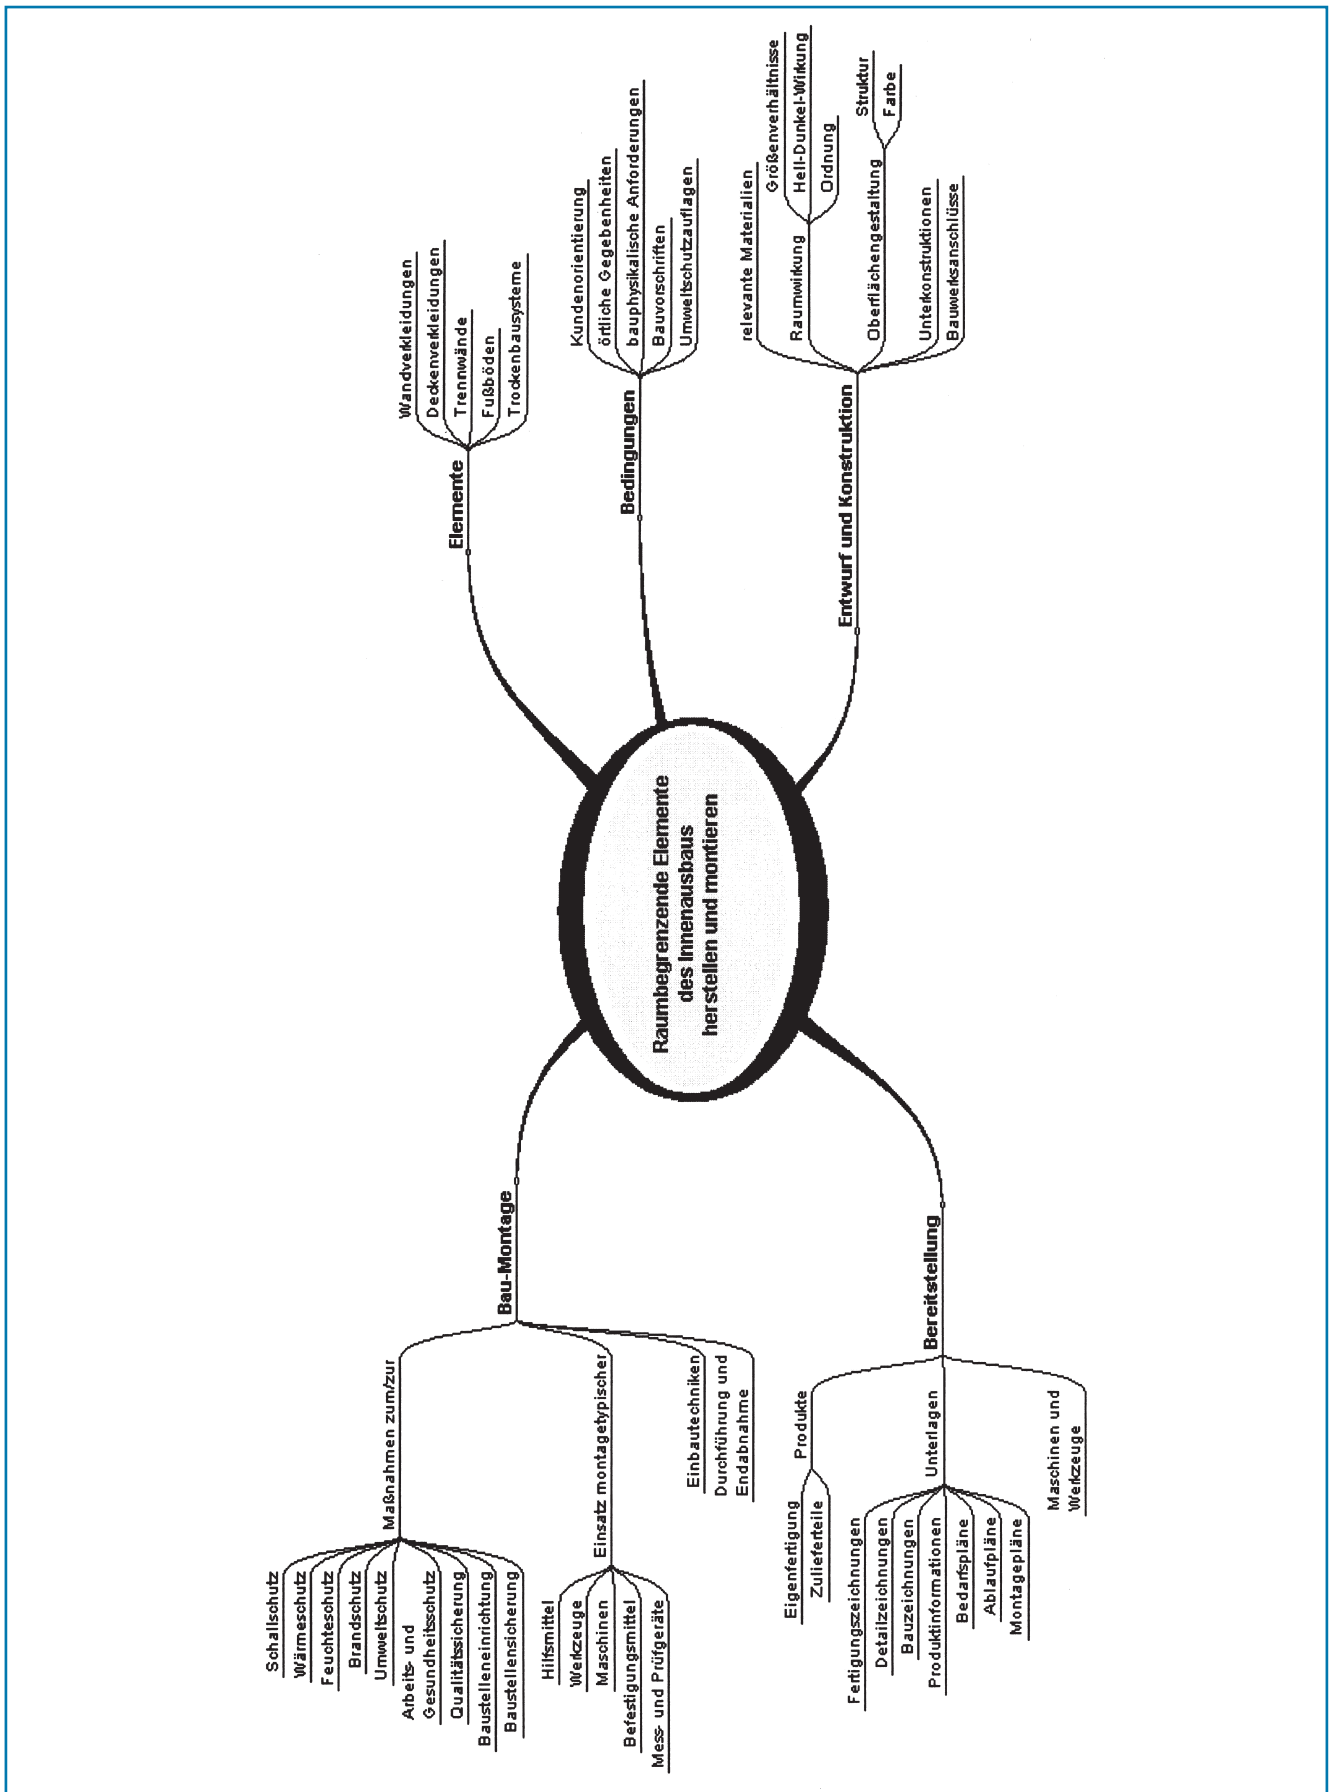 Raumbegrenzende Elemente
des Innenausbaus
herstellen und montieren
Elemente
Wandverkleidungen
Deckenverkleidungen
Trennwände
Fußböden
Trockenbausysteme
Bedingungen
Kundenorientierung
örtliche Gegebenheiten
bauphysikalische Anforderungen
Bauvorschriften
Umweltschutzauflagen
Entwurf und Konstruktion
relevante Materialien
Raumwirkung
Größenverhältnisse
Hell-Dunkel-Wirkung
Ordnung
Oberflächengestaltung
Struktur
Farbe
Unterkonstruktionen
Bauwerksanschlüsse
Bau-Montage
Maßnahmen zum/zur
Schallschutz
Wärmeschutz
Feuchteschutz
Brandschutz
Umweltschutz
Arbeits- und
Gesundheitsschutz
Qualitätssicherung
Baustelleneinrichtung
Baustellensicherung
Einsatz montagetypischer
Hilfsmittel
Werkzeuge
Maschinen
Befestigungsmittel
Mess- und Prüfgeräte
Einbautechniken
Durchführung und
Endabnahme
Bereitstellung
Produkte
Eigenfertigung
Zulieferteile
Unterlagen
Fertigungszeichnungen
Detailzeichnungen
Bauzeichnungen
Produktinformationen
Bedarfspläne
Ablaufpläne
Montagepläne
Maschinen und
Werkzeuge